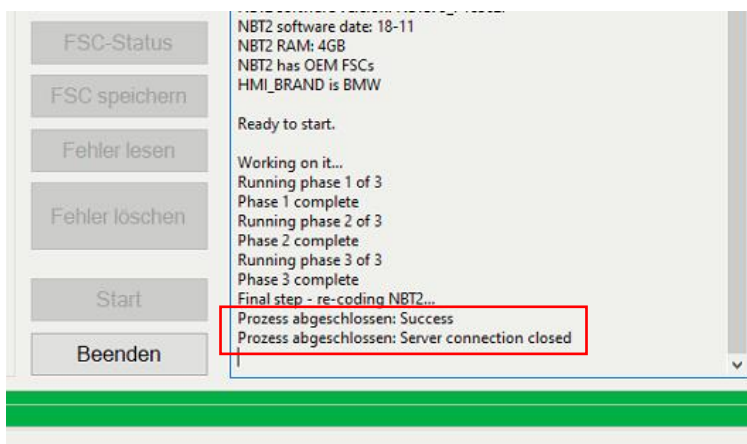 FSC-Status
FSC speichern
Fehler lesen
Fehler löschen
Start
Beenden
NBT2 software date: 18-11
NBT2 RAM: 4GB
NBT2 has OEM FSCs
HMI_BRAND is BMW
Ready to start.
Working on it...
Running phase 1 of 3
Phase 1 complete
Running phase 2 of 3
Phase 2 complete
Running phase 3 of 3
Phase 3 complete
Final step - re-coding NBT2...
Prozess abgeschlossen: Success
Prozess abgeschlossen: Server connection closed